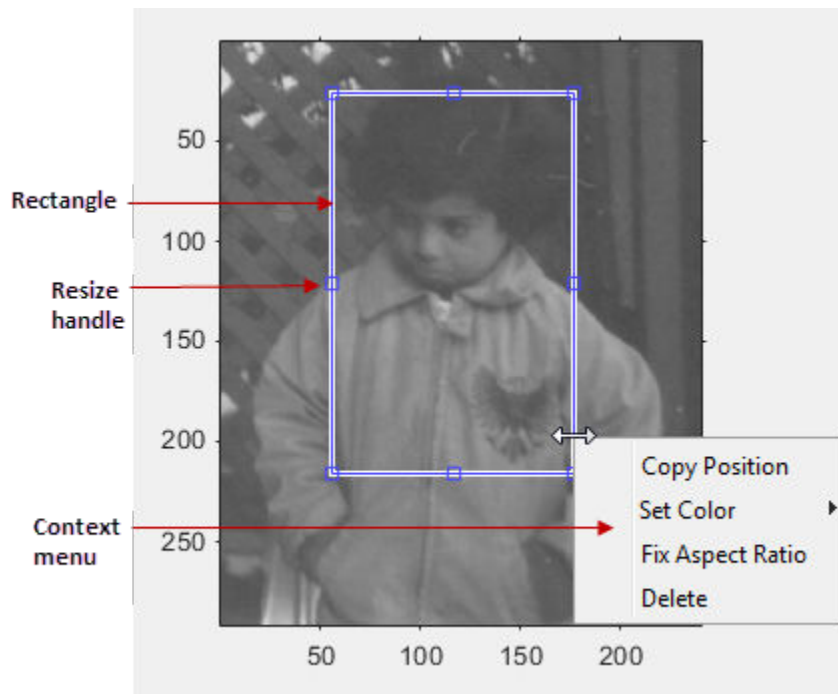 50
Rectangle
100
Resize
handle
150
200
Copy Position
Set Color
Context
menu
250
Fix Aspect Ratio
Delete
50 100 150 200